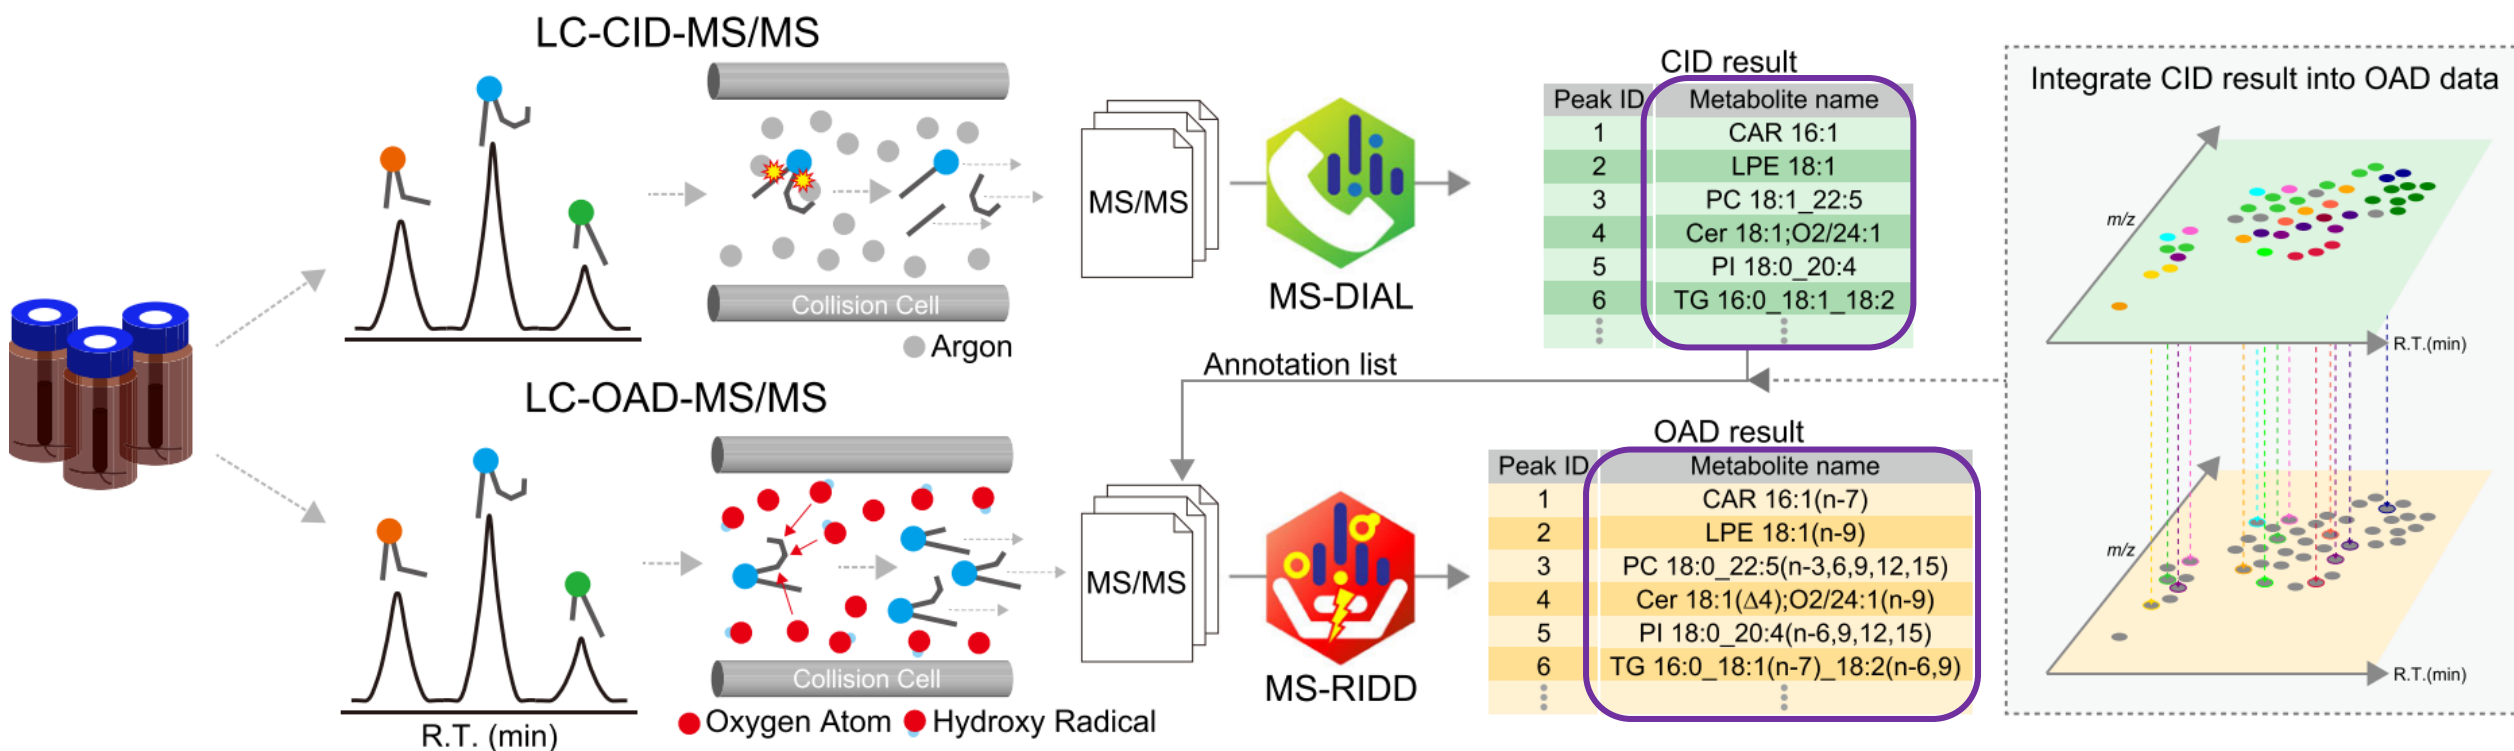 LC-CID-MS/MS
Collision Cell
Argon
MS/MS
MS-DIAL
CID result
Peak ID Metabolite name
1 CAR 16:1
2 LPE 18:1
3 PC 18:1_22:5
4 Cer 18:1;O2/24:1
5 PI 18:0_20:4
6 TG 16:0_18:1_18:2
Annotation list
LC-OAD-MS/MS
R.T. (min)
Collision Cell
Oxygen Atom Hydroxy Radical
MS/MS
MS-RIDD
OAD result
Peak ID Metabolite name
1 CAR 16:1(n-7)
2 LPE 18:1(n-9)
3 PC 18:0_22:5(n-3,6,9,12,15)
4 Cer 18:1(Δ4);O2/24:1(n-9)
5 PI 18:0_20:4(n-6,9,12,15)
6 TG 16:0_18:1(n-7)_18:2(n-6,9)
Integrate CID result into OAD data
m/z
R.T.(min)
m/z
R.T.(min)